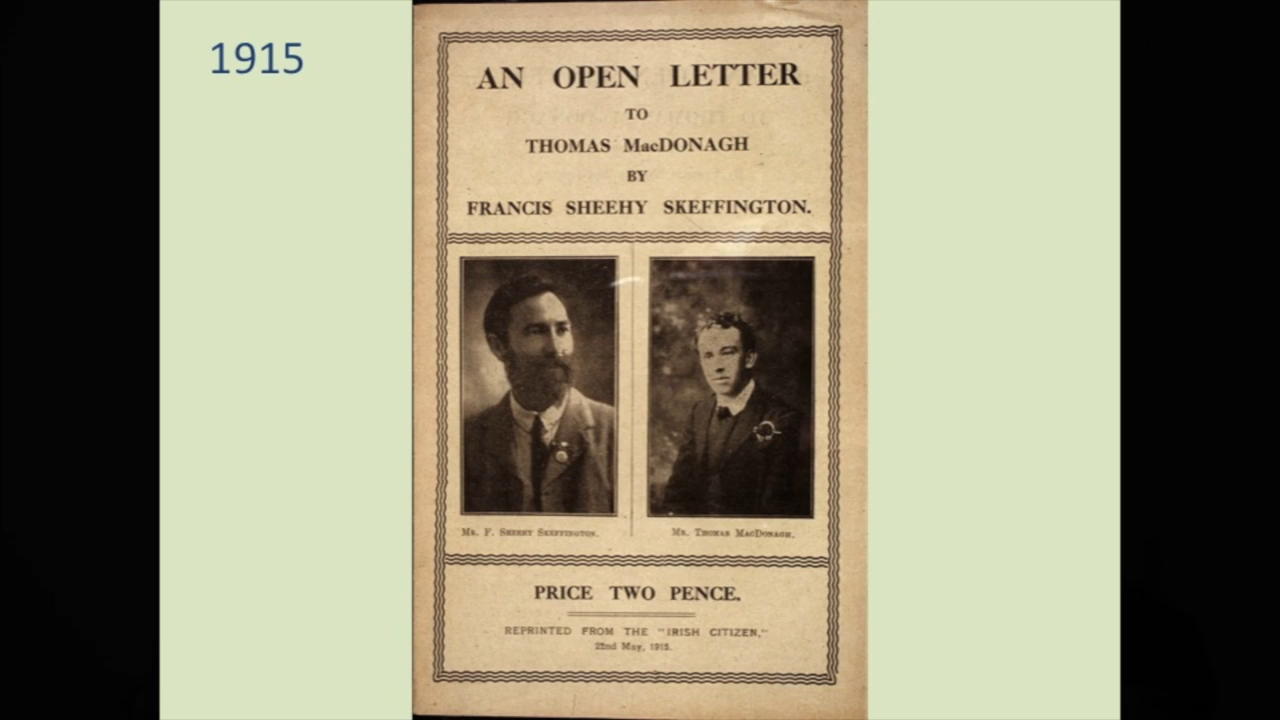 1915
AN OPEN LETTER
TO
THOMAS MacDONAGH
BY
FRANCIS SHEEHY SKEFFINGTON.
MR. F. SHEEHY SKEFFINGTON.
MR. THOMAS MACDONAGH.
PRICE TWO PENCE.
REPRINTED FROM THE "IRISH CITIZEN,"
22nd May, 1915.